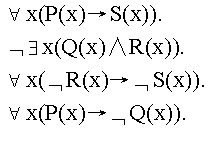 ∀ x(P(x)→S(x)).
¬∃ x(Q(x)∧R(x)).
∀ x(¬R(x)→¬S(x)).
∀ x(P(x)→¬Q(x)).